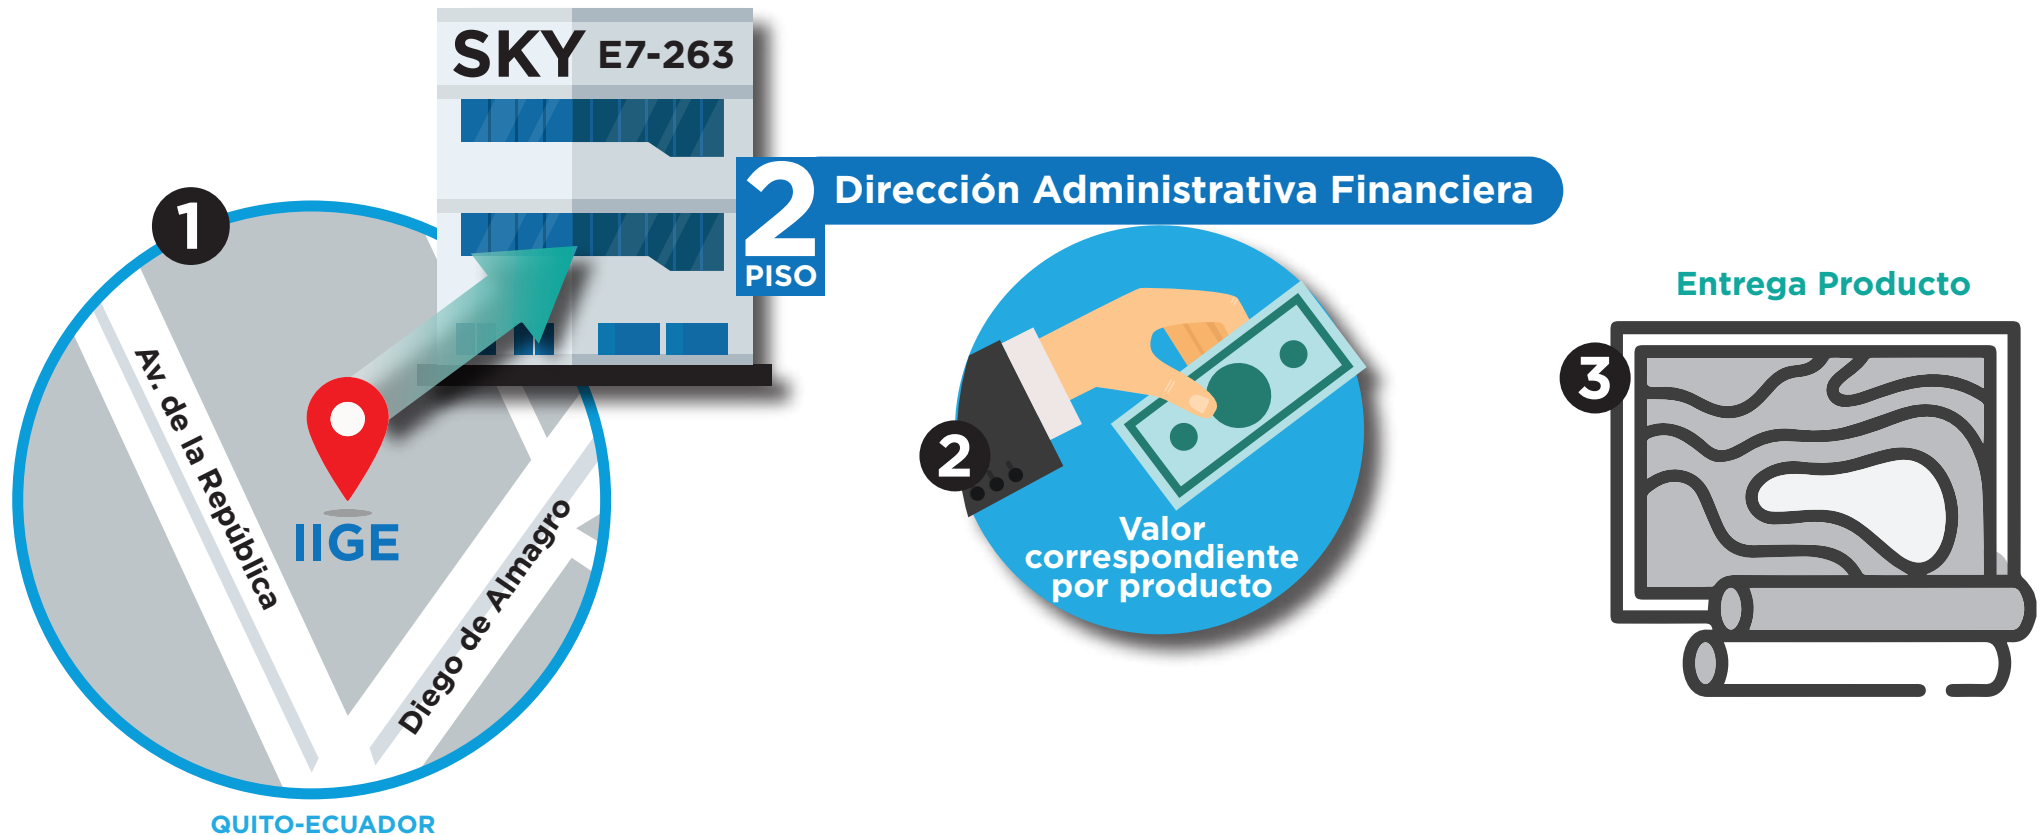 1
SKY E7-263
Av. de la República
IIGE
Diego de Almagro
QUITO-ECUADOR
2
PISO
Dirección Administrativa Financiera
2
Valor
correspondiente
por producto
Entrega Producto
3